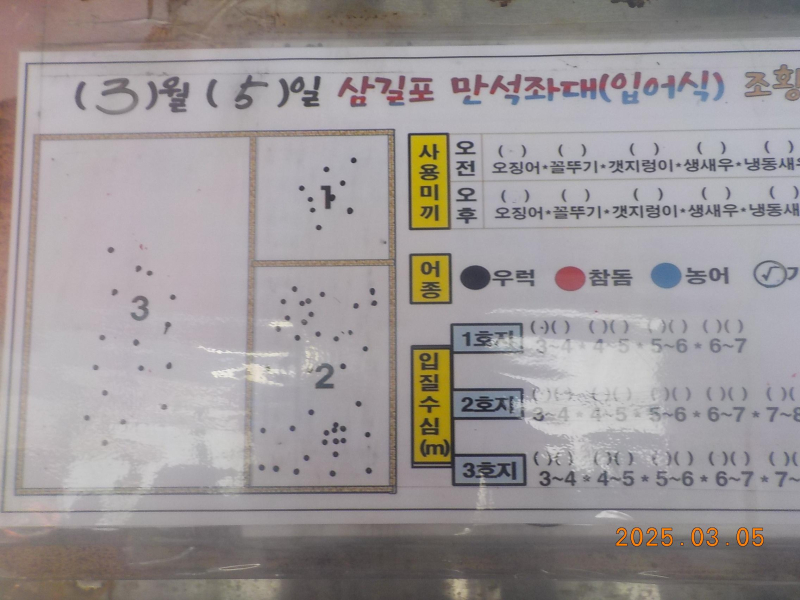 (3)월 (5)일 삼길포 만석좌대(입어식) 조황
1
3
2
사용미끼
오전
( · ) ( ) ( ) ( ) ( )
오징어•꼴뚜기•갯지렁이•생새우•냉동새
오후
( ) ( ) ( ) ( ) ( )
오징어•꼴뚜기•갯지렁이•생새우•냉동새
어종
우럭 참돔 농어 (√)
입질수심(m)
1호지
(·)( ) ( )( ) ( )( ) ( )( )
3~4 * 4~5 * 5~6 * 6~7
2호지
( )( ) ( )( ) ( )( ) ( )( ) ( )
3~4 * 4~5 * 5~6 * 6~7 * 7~8
3호지
( )( ) ( )( ) ( )( ) ( )( ) ( )
3~4 * 4~5 * 5~6 * 6~7 * 7~
2025.03.05